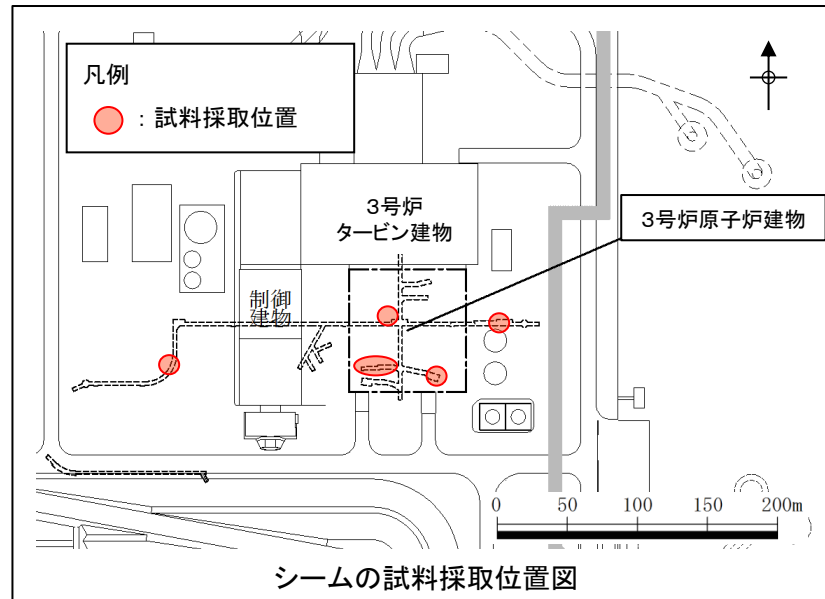 凡例
：試料採取位置
3号炉
タービン建物
3号炉原子炉建物
制御
建物
0 50 100 150 200m
シームの試料採取位置図